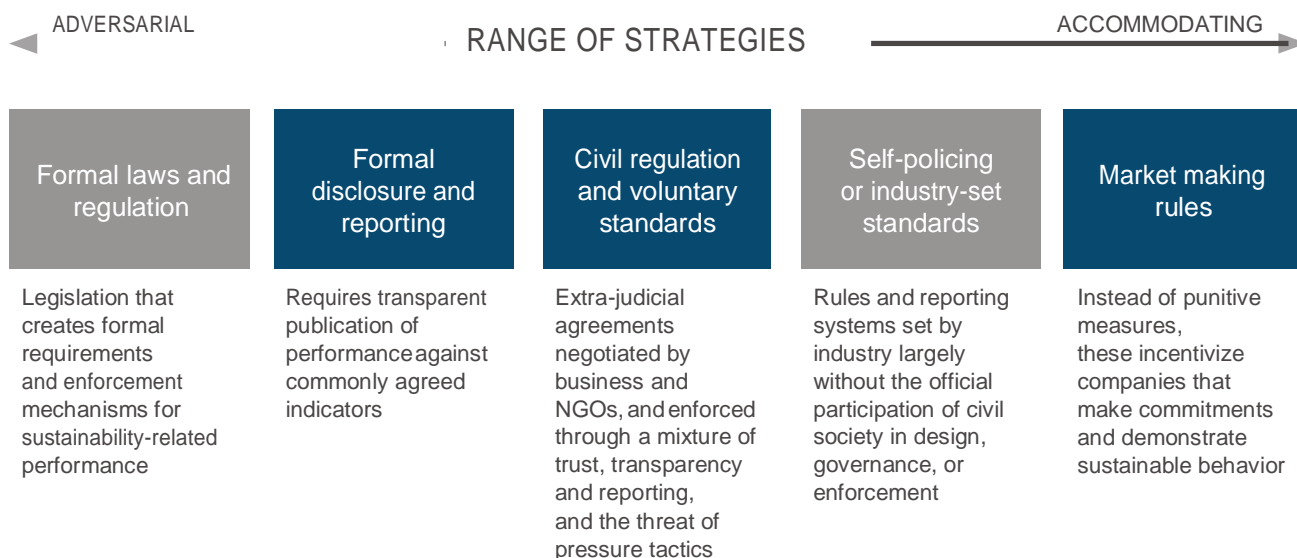 ADVERSARIAL
RANGE OF STRATEGIES
ACCOMMODATING
Formal laws and
regulation
Legislation that
creates formal
requirements
and enforcement
mechanisms for
sustainability-related
performance
Formal
disclosure and
reporting
Requires transparent
publication of
performance against
commonly agreed
indicators
Civil regulation
and voluntary
standards
Extra-judicial
agreements
negotiated by
business and
NGOs, and enforced
through a mixture of
trust, transparency
and reporting,
and the threat of
pressure tactics
Self-policing
or industry-set
standards
Rules and reporting
systems set by
industry largely
without the official
participation of civil
society in design,
governance, or
enforcement
Market making
rules
Instead of punitive
measures,
these incentivize
companies that
make commitments
and demonstrate
sustainable behavior